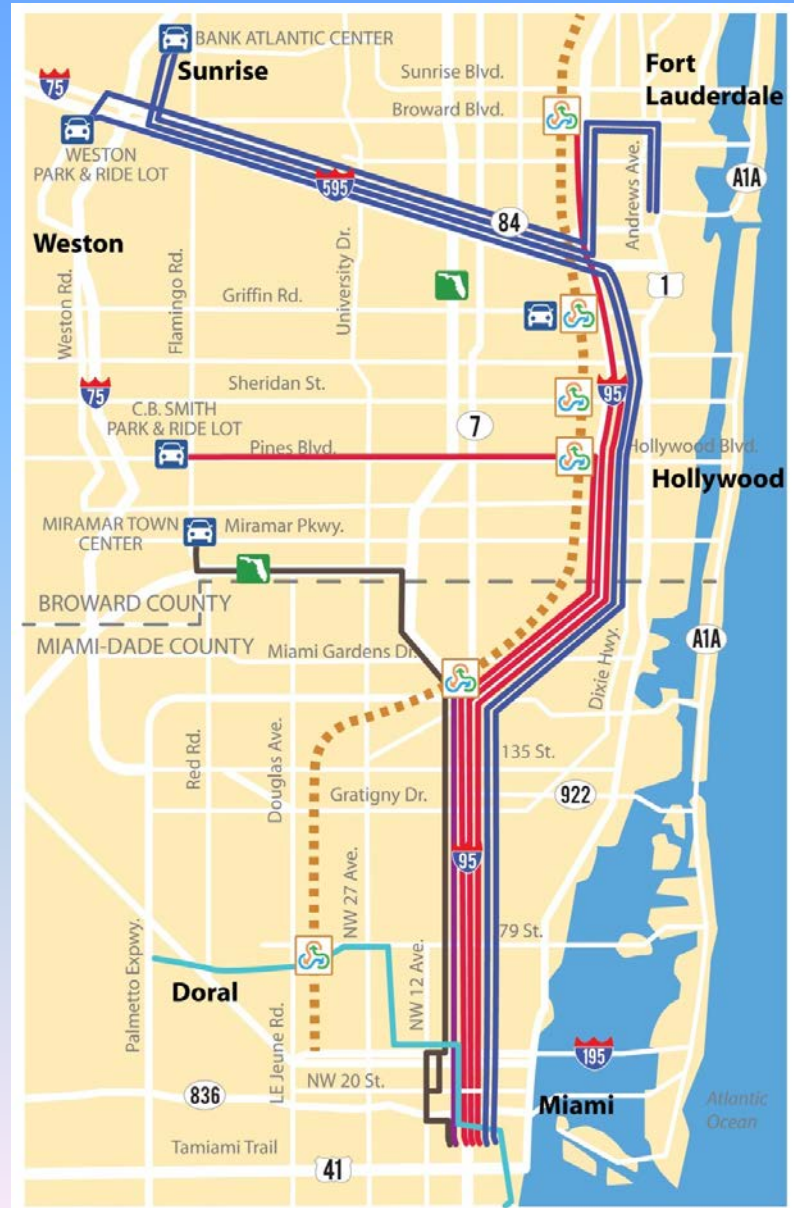 BANK ATLANTIC CENTER
Sunrise
Sunrise Blvd.
Fort
Lauderdale
75
Broward Blvd.
WESTON
PARK & RIDE LOT
595
A1A
Andrews Ave.
84
Weston
Weston Rd.
Flamingo Rd.
University Dr.
Griffin Rd.
1
Sheridan St.
75
95
C.B. SMITH
PARK & RIDE LOT
7
Pines Blvd.
Hollywood Blvd.
Hollywood
MIRAMAR TOWN
CENTER
Miramar Pkwy.
BROWARD COUNTY
MIAMI-DADE COUNTY
Miami Gardens Dr.
A1A
Dixie Hwy.
Red Rd.
Douglas Ave.
135 St.
Gratigny Dr.
922
95
NW 27 Ave.
79 St.
Palmetto Expwy.
Doral
LE Jeune Rd.
NW 12 Ave.
195
NW 20 St.
836
Miami
Atlantic
Ocean
Tamiami Trail
41